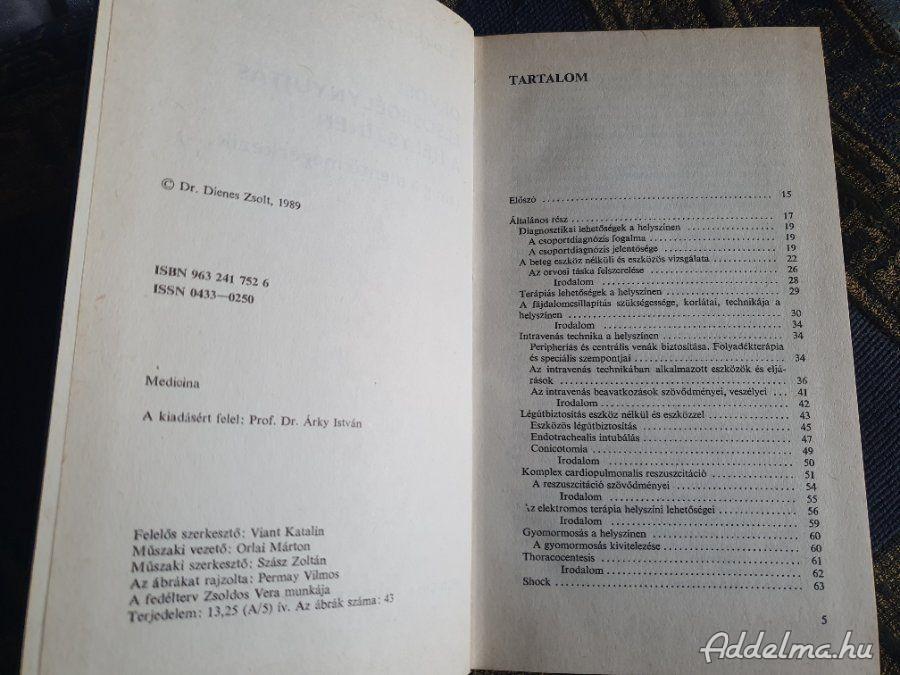 © Dr. Dienes Zsolt, 1989
ISBN 963 241 752 6
ISSN 0433—0250
Medicina
A kiadásért felel: Prof. Dr. Árky István
Felelős szerkesztő: Viant Katalin
Műszaki vezető: Orlai Márton
Műszaki szerkesztő: Szász Zoltán
Az ábrákat rajzolta: Permay Vilmos
A fedélterv Zsoldos Vera munkája
Terjedelem: 13,25 (A/5) ív. Az ábrák száma: 43
TARTALOM
Előszó 15
Általános rész 17
Diagnosztikai lehetőségek a helyszínen 19
A csoportdiagnózis fogalma 19
A csoportdiagnózis jelentősége 19
A beteg eszköz nélküli és eszközös vizsgálata 22
Az orvosi táska felszerelése 26
Irodalom 28
Terápiás lehetőségek a helyszínen 29
A fájdalomcsillapítás szükségessége, korlátai, technikája a
helyszínen 30
Irodalom 34
Intravenás technika a helyszínen 34
Peripheriás és centrális venák biztosítása. Folyadékterápia
és speciális szempontjai 34
Az intravenás technikában alkalmazott eszközök és eljá-
rások 36
Az intravenás beavatkozások szövődményei, veszélyei 41
Irodalom 42
Légútbiztosítás eszköz nélkül és eszközzel 43
Eszközös légútbiztosítás 45
Endotrachealis intubálás 47
Conicotomia 49
Irodalom 50
Komplex cardiopulmonalis reszuszcitáció 51
A reszuszcitáció szövődményei 54
Irodalom 55
Az elektromos terápia helyszíni lehetőségei 56
Irodalom 59
Gyomormosás a helyszínen 60
A gyomormosás kivitelezése 60
Thoracocentesis 61
Irodalom 62
Shock 63
5
Addelma.hu